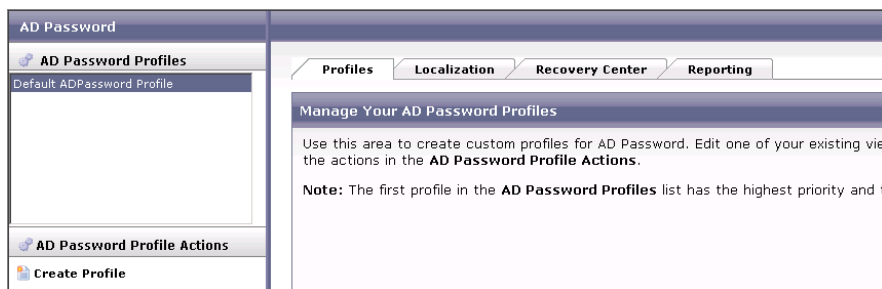 AD Password
AD Password Profiles
Default ADPassword Profile
AD Password Profile Actions
Create Profile
Profiles Localization Recovery Center Reporting
Manage Your AD Password Profiles
Use this area to create custom profiles for AD Password. Edit one of your existing
the actions in the AD Password Profile Actions.
Note: The first profile in the AD Password Profiles list has the highest priority and